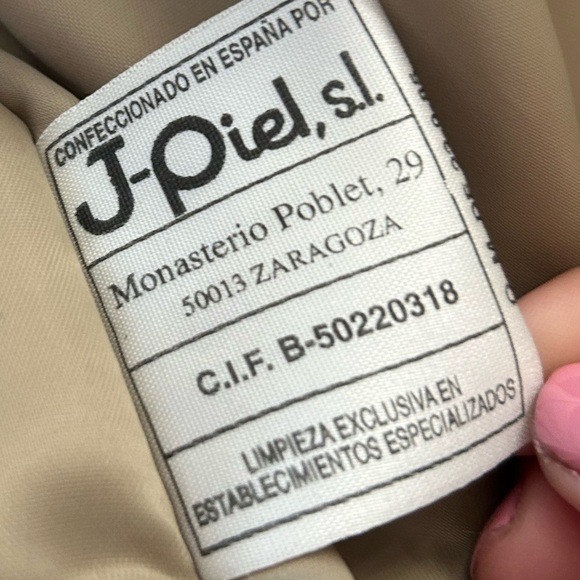 CONFECCIONADO EN ESPAÑA POR
J-Piel, s.l.
Monasterio Poblet, 29
50013 ZARAGOZA
C.I.F. B-50220318
LIMPIEZA EXCLUSIVA EN
ESTABLECIMIENTOS ESPECIALIZADOS